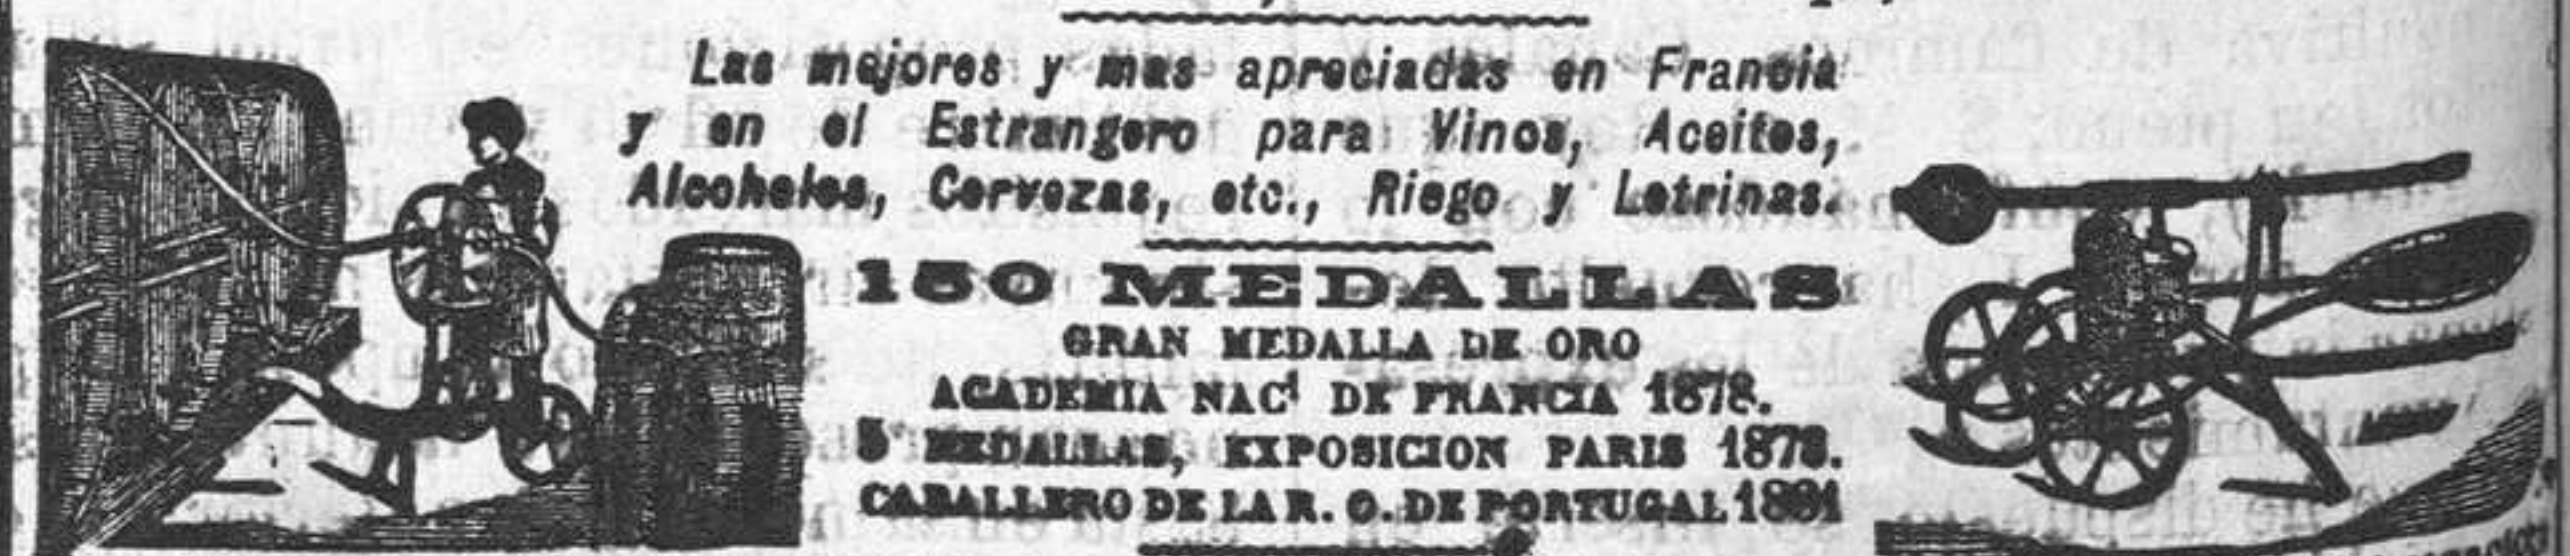 Las mejores y mas apreciadas en Francia
y en el Estrangero para Vinos, Aceites,
Alcoholes, Cervezas, etc., Riego y Letrinas.
150 MEDALLAS
GRAN MEDALLA DE ORO
ACADEMIA NACl DE FRANCIA 1878.
5 MEDALLAS, EXPOSICION PARIS 1878.
CABALLERO DE LA R. O. DE PORTUGAL 1881